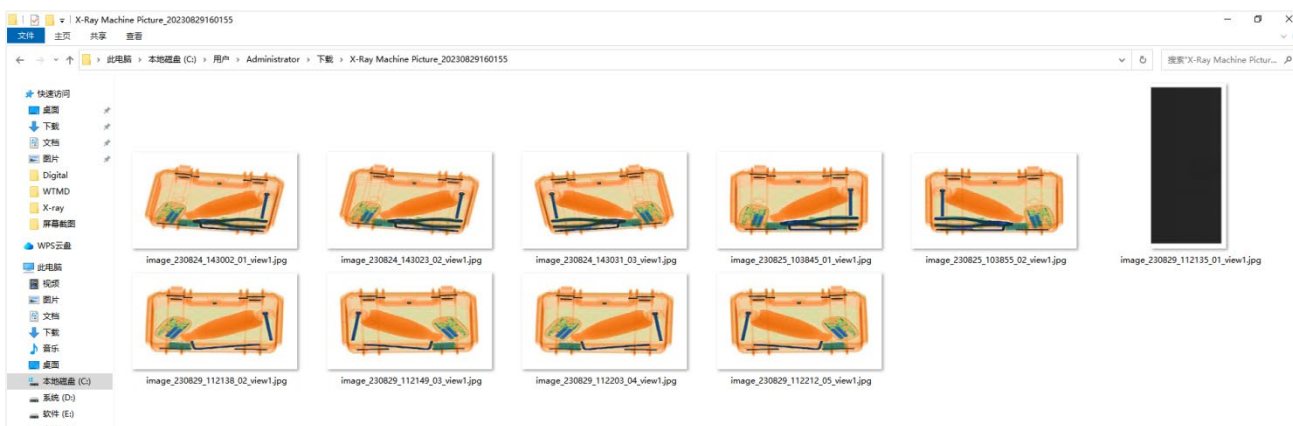 X-Ray Machine Picture_20230829160155
文件 主页 共享 查看
此电脑 › 本地磁盘 (C:) › 用户 › Administrator › 下载 › X-Ray Machine Picture_20230829160155
搜索"X-Ray Machine Pictur...
快速访问
桌面
下载
文档
图片
Digital
WTMD
X-ray
屏幕截图
WPS云盘
此电脑
视频
图片
文档
下载
音乐
桌面
本地磁盘 (C:)
系统 (D:)
软件 (E:)
image_230824_143002_01_view1.jpg
image_230824_143023_02_view1.jpg
image_230824_143031_03_view1.jpg
image_230825_103845_01_view1.jpg
image_230825_103855_02_view1.jpg
image_230829_112135_01_view1.jpg
image_230829_112138_02_view1.jpg
image_230829_112149_03_view1.jpg
image_230829_112203_04_view1.jpg
image_230829_112212_05_view1.jpg